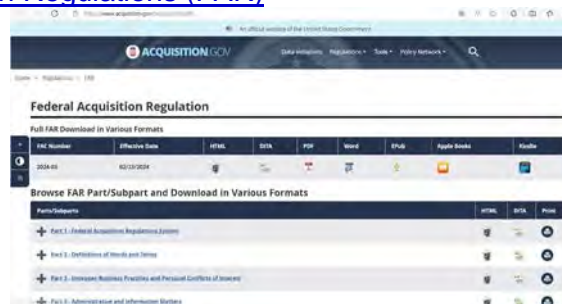 n Regulations (FAR)
An official website of the United States Government
ACQUISITION.GOV
Data Initiatives Regulations Tools Policy Network
Home > Regulations > FAR
Federal Acquisition Regulation
Full FAR Download in Various Formats
FAC Number Effective Date HTML DITA PDF Word EPub Apple Books Kindle
02/23/2024
Browse FAR Part/Subpart and Download in Various Formats
Parts/Subparts HTML DITA Print
Part 1 - Federal Acquisition Regulations System
Part 2 - Definitions of Words and Terms
Part 3 - Improper Business Practices and Personal Conflicts of Interest
Administrative and Information Matters